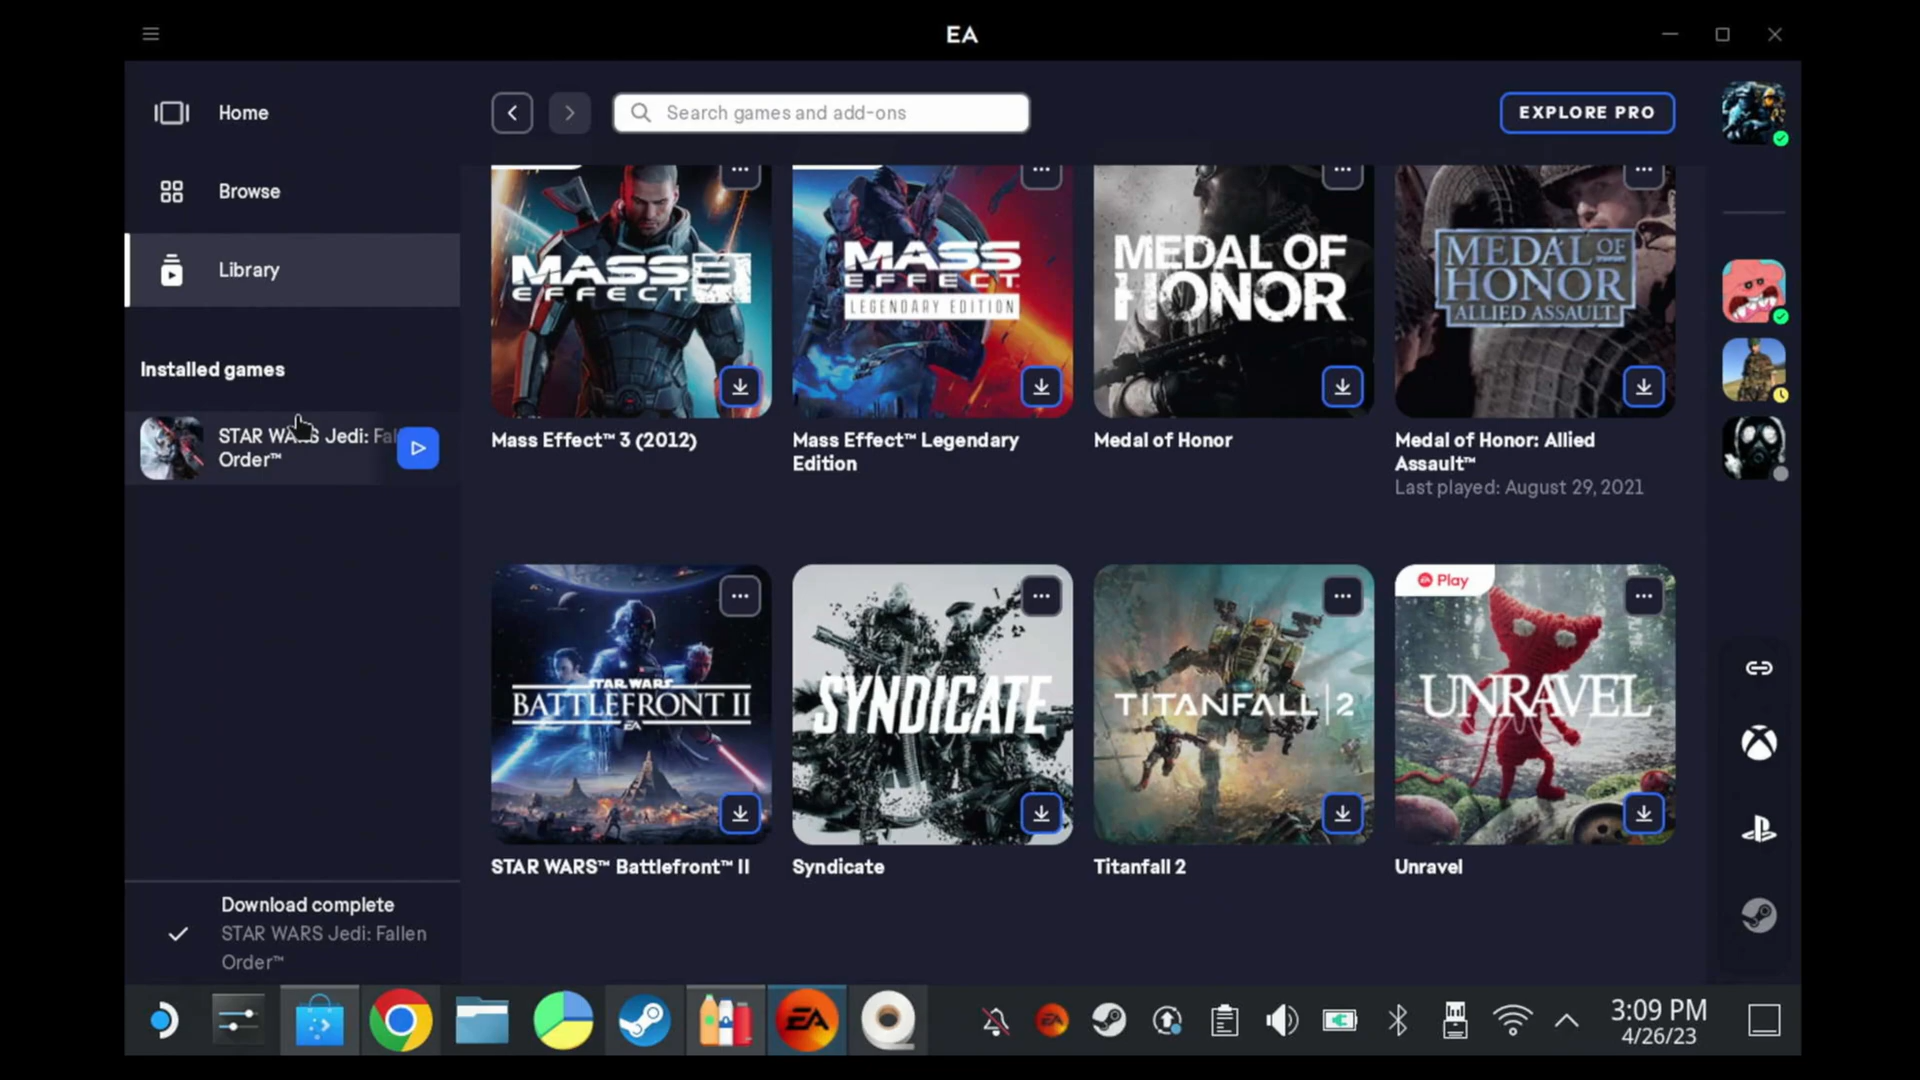 EA
Home
Search games and add-ons
EXPLORE PRO
Browse
Library
Installed games
STAR WARS Jedi: Fal
Order™
MASS 3
EFFECT
MASS
EFFECT
LEGENDARY EDITION
MEDAL OF
HONOR
MEDAL OF
HONOR
ALLIED ASSAULT
Mass Effect™ 3 (2012)
Mass Effect™ Legendary
Edition
Medal of Honor
Medal of Honor: Allied
Assault™
Last played: August 29, 2021
STAR WARS
BATTLEFRONT II
EA
SYNDICATE
TITANFALL | 2
Play
UNRAVEL
STAR WARS™ Battlefront™ II
Syndicate
Titanfall 2
Unravel
Download complete
STAR WARS Jedi: Fallen
Order™
EA
EA
3:09 PM
4/26/23